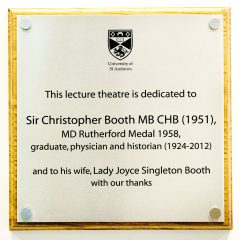 University of
St Andrews
This lecture theatre is dedicated to
Sir Christopher Booth MB CHB (1951),
MD Rutherford Medal 1958,
graduate, physician and historian (1924-2012)
and to his wife, Lady Joyce Singleton Booth
with our thanks